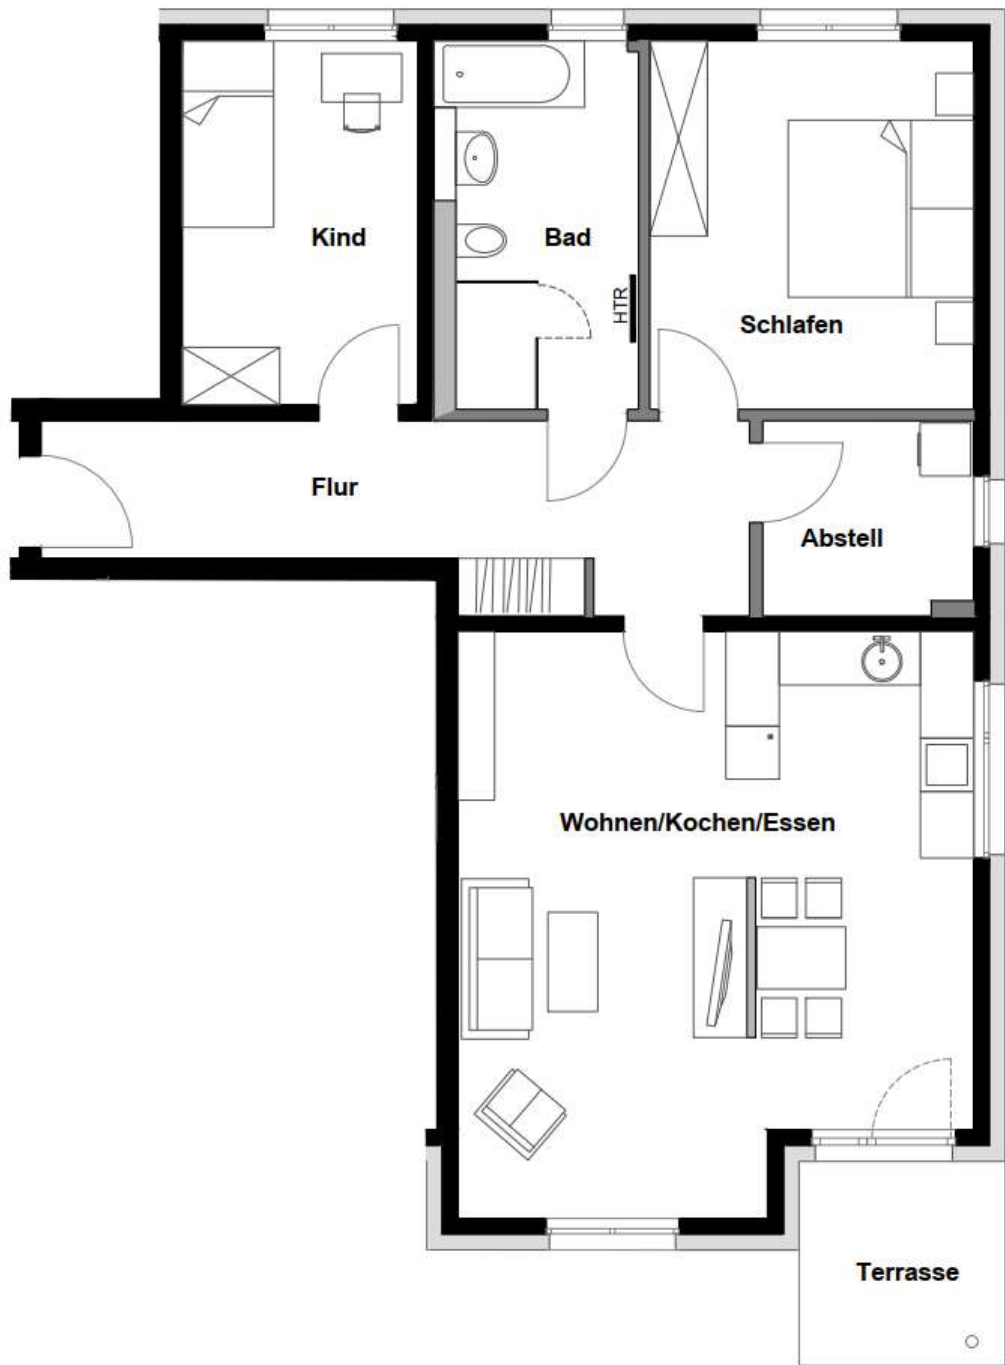 Kind
Bad
HTR
Schlafen
Flur
Abstell
Wohnen/Kochen/Essen
Terrasse